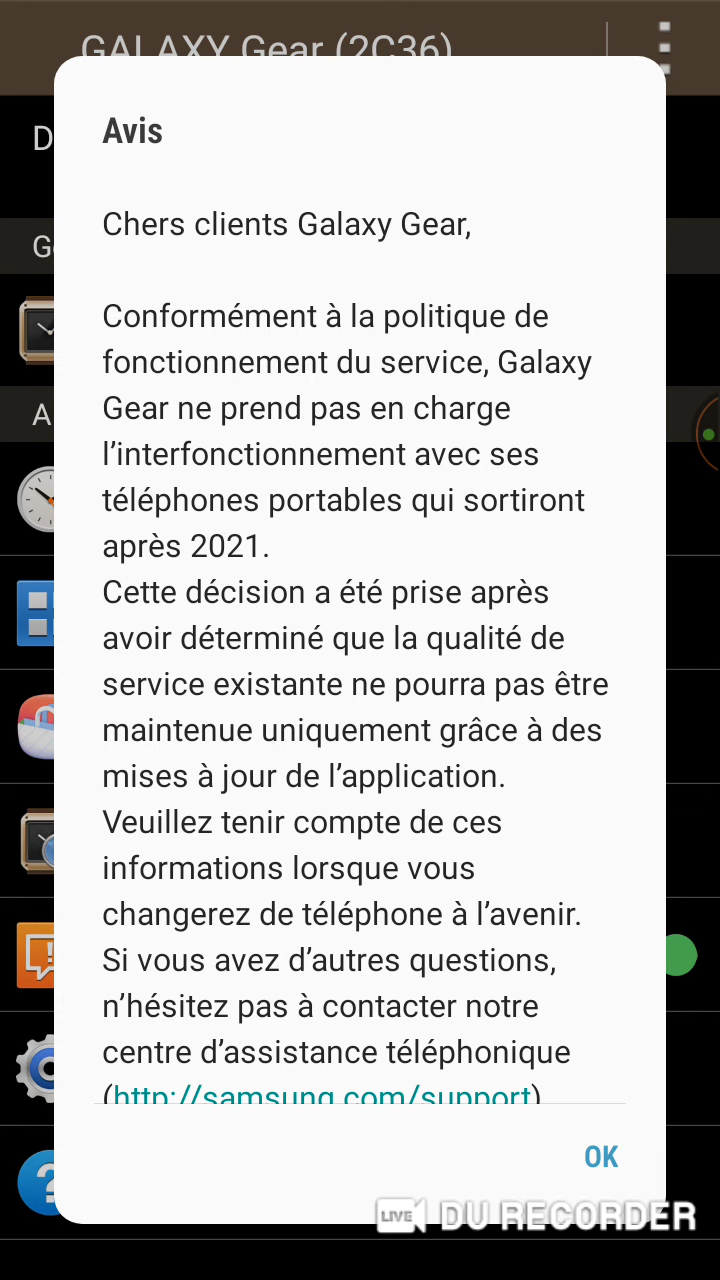 GALAXY Gear (2C36)
Avis
D
Chers clients Galaxy Gear,
G
Conformément à la politique de
fonctionnement du service, Galaxy
Gear ne prend pas en charge
A
l’interfonctionnement avec ses
téléphones portables qui sortiront
après 2021.
Cette décision a été prise après
avoir déterminé que la qualité de
service existante ne pourra pas être
maintenue uniquement grâce à des
mises à jour de l’application.
Veuillez tenir compte de ces
informations lorsque vous
changerez de téléphone à l’avenir.
Si vous avez d’autres questions,
n’hésitez pas à contacter notre
centre d’assistance téléphonique
(http://samsung.com/support)
OK
LIVE DU RECORDER